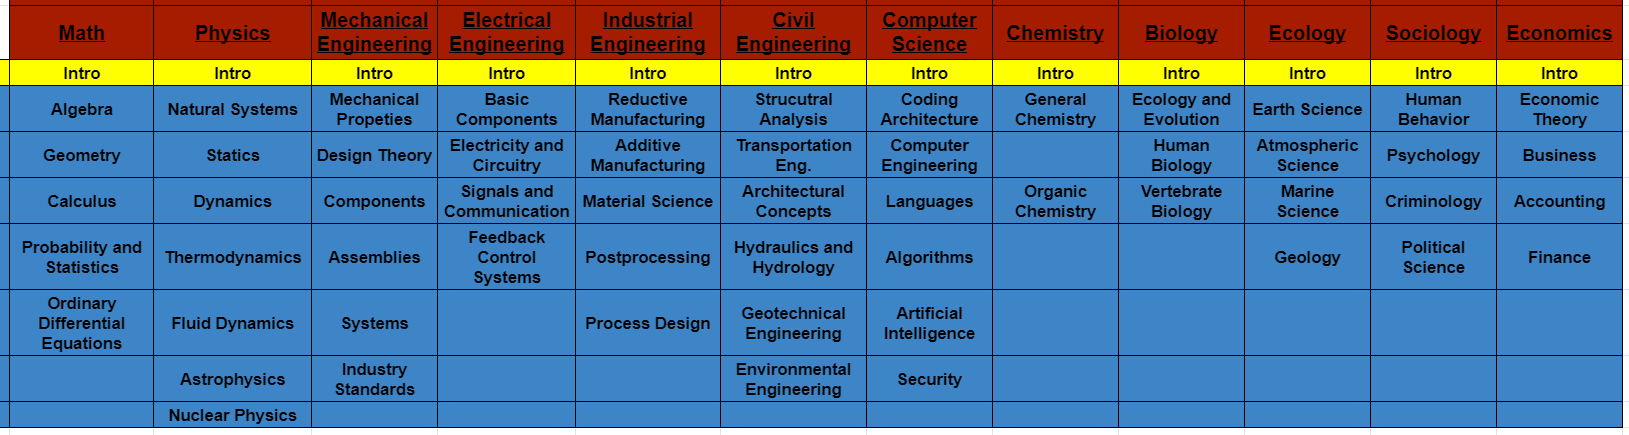 Math Physics Mechanical Engineering Electrical Engineering Industrial Engineering Civil Engineering Computer Science Chemistry Biology Ecology Sociology Economics
Intro Intro Intro Intro Intro Intro Intro Intro Intro Intro Intro Intro
Algebra Natural Systems Mechanical Propeties Basic Components Reductive Manufacturing Strucutral Analysis Coding Architecture General Chemistry Ecology and Evolution Earth Science Human Behavior Economic Theory
Geometry Statics Design Theory Electricity and Circuitry Additive Manufacturing Transportation Eng. Computer Engineering Human Biology Atmospheric Science Psychology Business
Calculus Dynamics Components Signals and Communication Material Science Architectural Concepts Languages Organic Chemistry Vertebrate Biology Marine Science Criminology Accounting
Probability and Statistics Thermodynamics Assemblies Feedback Control Systems Postprocessing Hydraulics and Hydrology Algorithms Geology Political Science Finance
Ordinary Differential Equations Fluid Dynamics Systems Process Design Geotechnical Engineering Artificial Intelligence
Astrophysics Industry Standards Environmental Engineering Security
Nuclear Physics